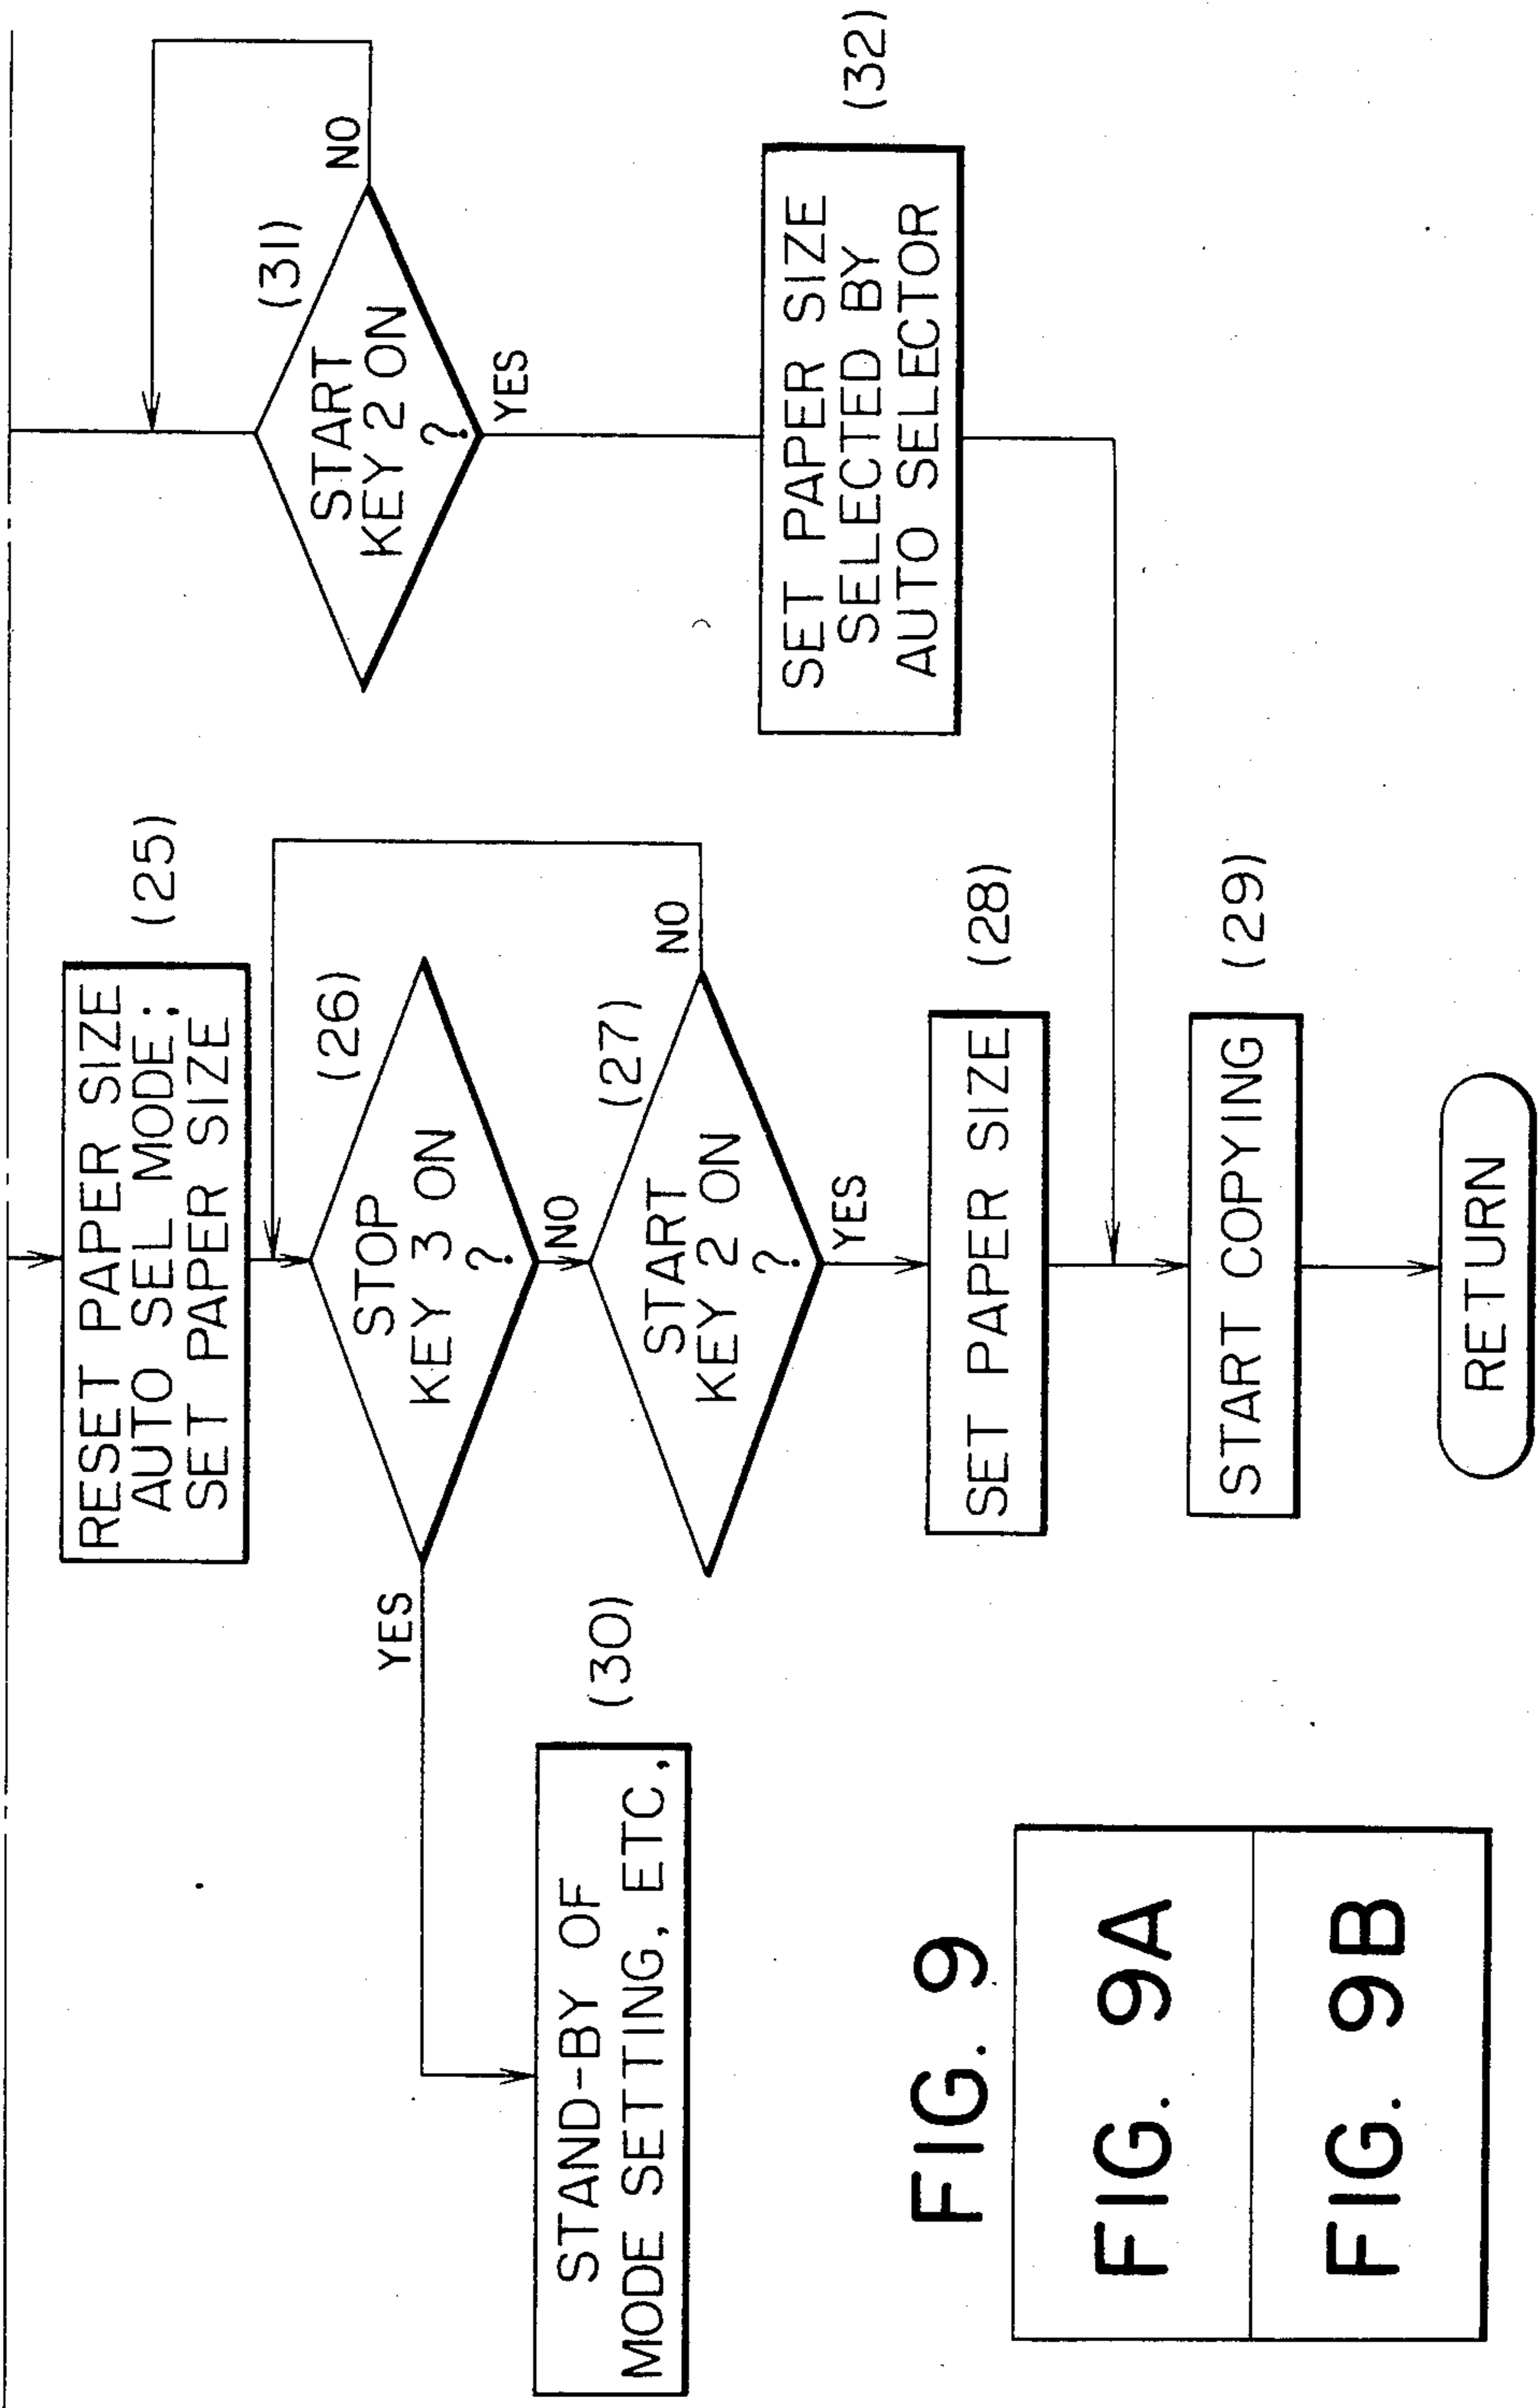 RESET PAPER SIZE
AUTO SEL MODE;
SET PAPER SIZE
(25)
STOP
KEY 3 ON
?
(26)
YES
NO
START
KEY 2 ON
?
(27)
NO
YES
SET PAPER SIZE
(28)
START COPYING
(29)
RETURN
STAND-BY OF
MODE SETTING, ETC.
(30)
START
KEY 2 ON
?
(31)
NO
YES
SET PAPER SIZE
SELECTED BY
AUTO SELECTOR
(32)
FIG. 9
FIG. 9A
FIG. 9B